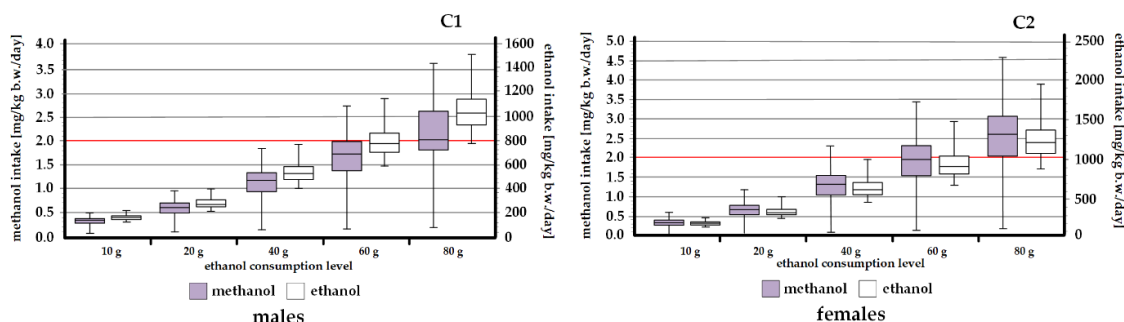 C1
methanol intake [mg/kg b.w./day]
4.0
3.5
3.0
2.5
2.0
1.5
1.0
0.5
0.0
1600
1400
1200
1000
800
600
400
200
0
ethanol intake [mg/kg b.w./day]
10 g 20 g 40 g 60 g 80 g
ethanol consumption level
methanol ethanol
males
C2
methanol intake [mg/kg b.w./day]
5.0
4.5
4.0
3.5
3.0
2.5
2.0
1.5
1.0
0.5
0.0
2500
2000
1500
1000
500
0
ethanol intake [mg/kg b.w./day]
10 g 20 g 40 g 60 g 80 g
ethanol consumption level
methanol ethanol
females